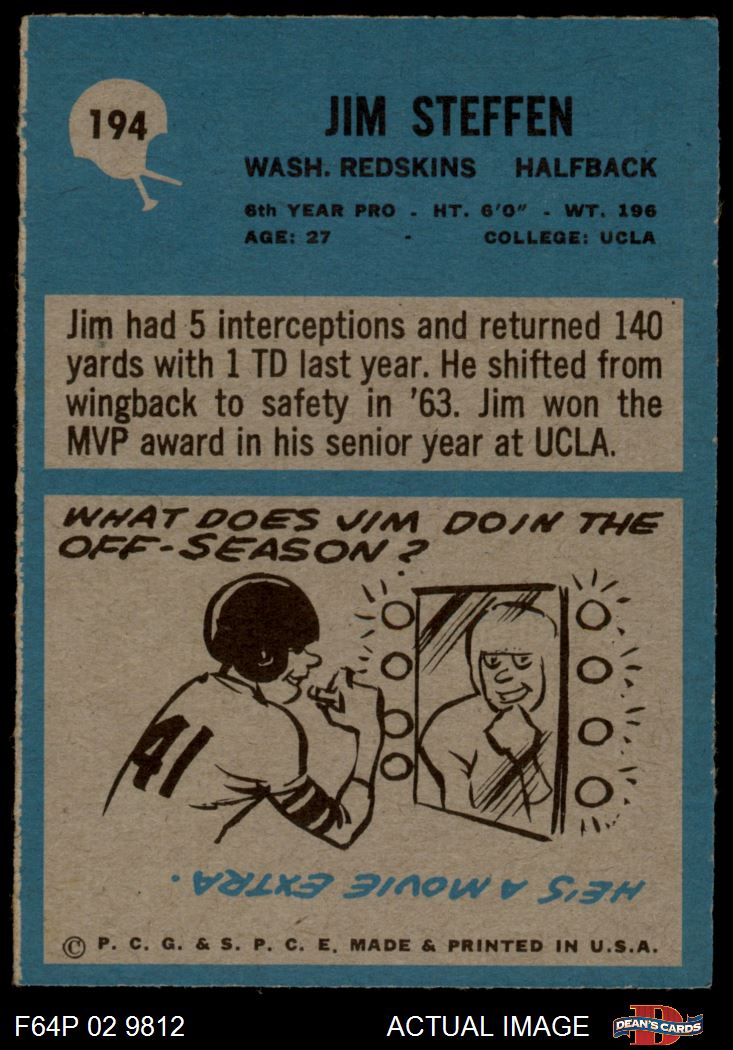 194
JIM STEFFEN
WASH. REDSKINS HALFBACK
6th YEAR PRO - HT. 6'0" - WT. 196
AGE: 27 - COLLEGE: UCLA
Jim had 5 interceptions and returned 140
yards with 1 TD last year. He shifted from
wingback to safety in '63. Jim won the
MVP award in his senior year at UCLA.
WHAT DOES JIM DO IN THE
OFF-SEASON?
41
HE'S A MOVIE EXTRA.
© P. C. G. & S. P. C. E. MADE & PRINTED IN U.S.A.
F64P 02 9812 ACTUAL IMAGE D DEAN'S CARDS